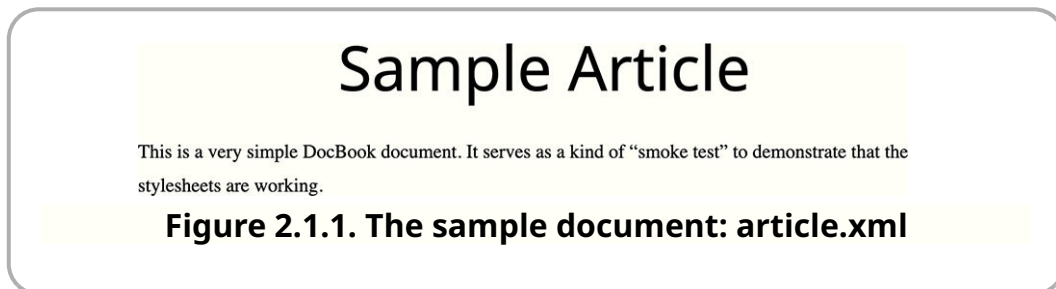 Sample Article
This is a very simple DocBook document. It serves as a kind of “smoke test” to demonstrate that the
stylesheets are working.
Figure 2.1.1. The sample document: article.xml